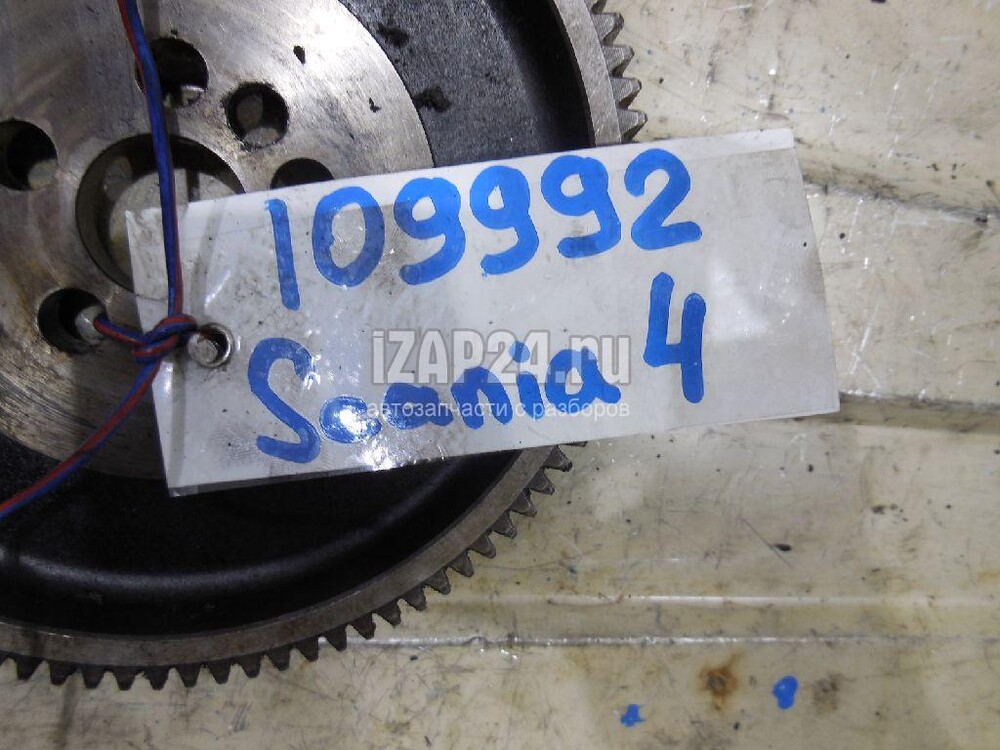 109992
Scania 4
iZAP24.ru
автозапчасти с разборов